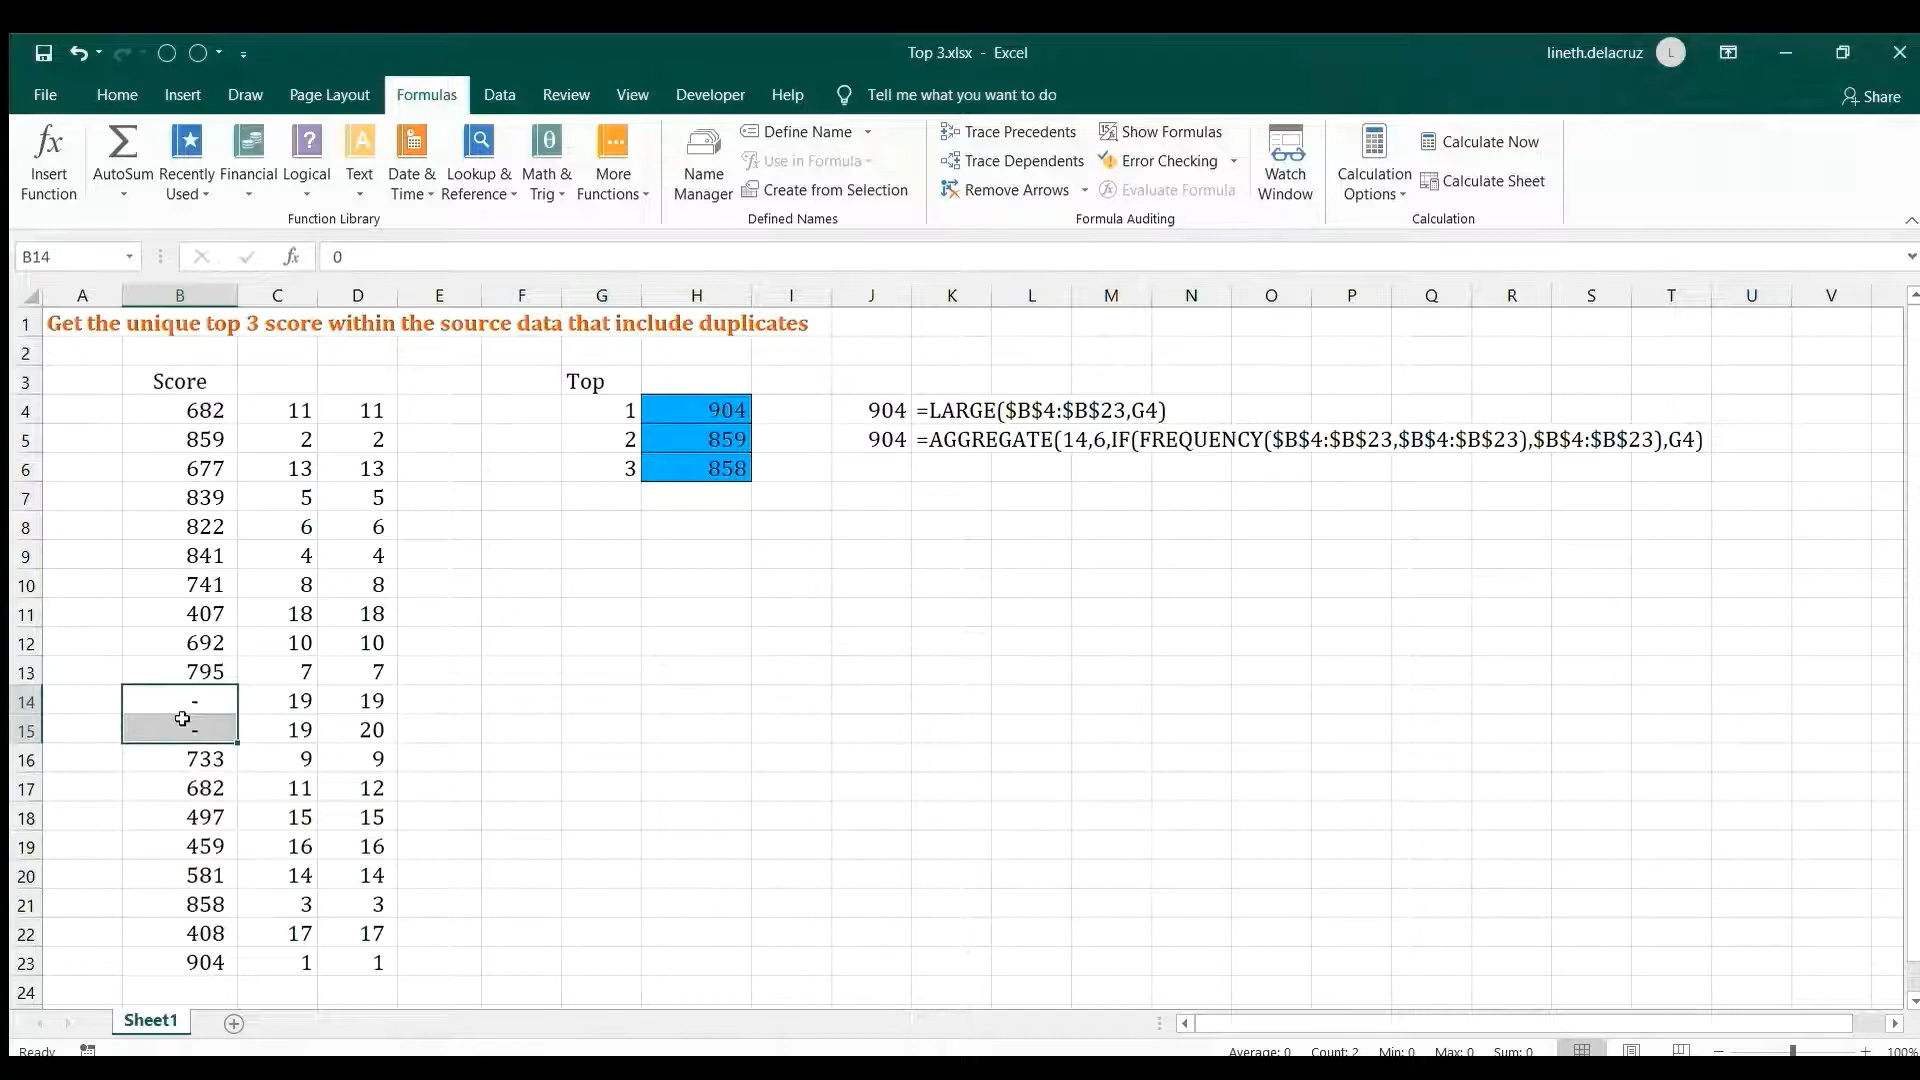 Top 3.xlsx - Excel
lineth.delacruz L
File Home Insert Draw Page Layout Formulas Data Review View Developer Help Tell me what you want to do Share
fx Insert Function
Σ AutoSum
Recently Used
Financial
? Logical
A Text
Date & Time
Lookup & Reference
θ Math & Trig
More Functions
Function Library
Name Manager
Define Name
Use in Formula
Create from Selection
Defined Names
Trace Precedents
Trace Dependents
Remove Arrows
Show Formulas
Error Checking
Evaluate Formula
Formula Auditing
Watch Window
Calculation Options
Calculate Now
Calculate Sheet
Calculation
B14 fx 0
A B C D E F G H I J K L M N O P Q R S T U V
1 Get the unique top 3 score within the source data that include duplicates
2
3 Score Top
4 682 11 11 1 904 904 =LARGE($B$4:$B$23,G4)
5 859 2 2 2 859 904 =AGGREGATE(14,6,IF(FREQUENCY($B$4:$B$23,$B$4:$B$23),$B$4:$B$23),G4)
6 677 13 13 3 858
7 839 5 5
8 822 6 6
9 841 4 4
10 741 8 8
11 407 18 18
12 692 10 10
13 795 7 7
14 - 19 19
15 - 19 20
16 733 9 9
17 682 11 12
18 497 15 15
19 459 16 16
20 581 14 14
21 858 3 3
22 408 17 17
23 904 1 1
24
Sheet1
Ready Average: 0 Count: 2 Min: 0 Max: 0 Sum: 0 100%